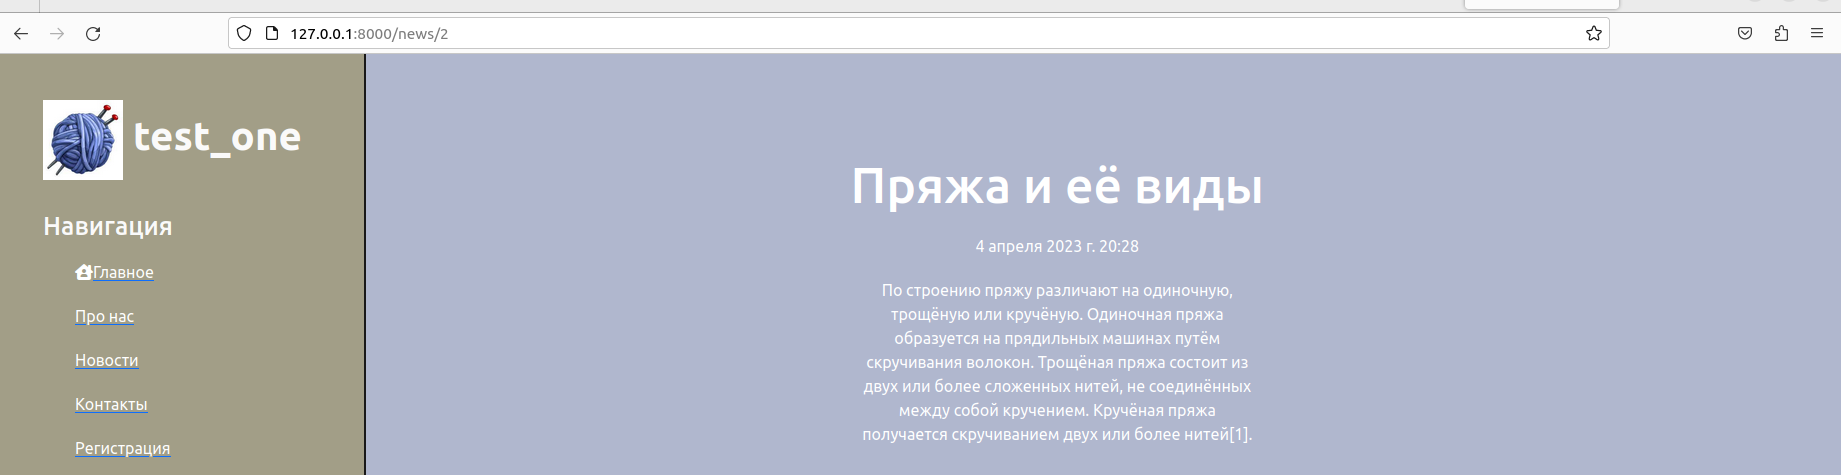 127.0.0.1:8000/news/2
test_one
Навигация
Главное
Про нас
Новости
Контакты
Регистрация
Пряжа и её виды
4 апреля 2023 г. 20:28
По строению пряжу различают на одиночную,
трощёную или кручёную. Одиночная пряжа
образуется на прядильных машинах путём
скручивания волокон. Трощёная пряжа состоит из
двух или более сложенных нитей, не соединённых
между собой кручением. Кручёная пряжа
получается скручиванием двух или более нитей[1].